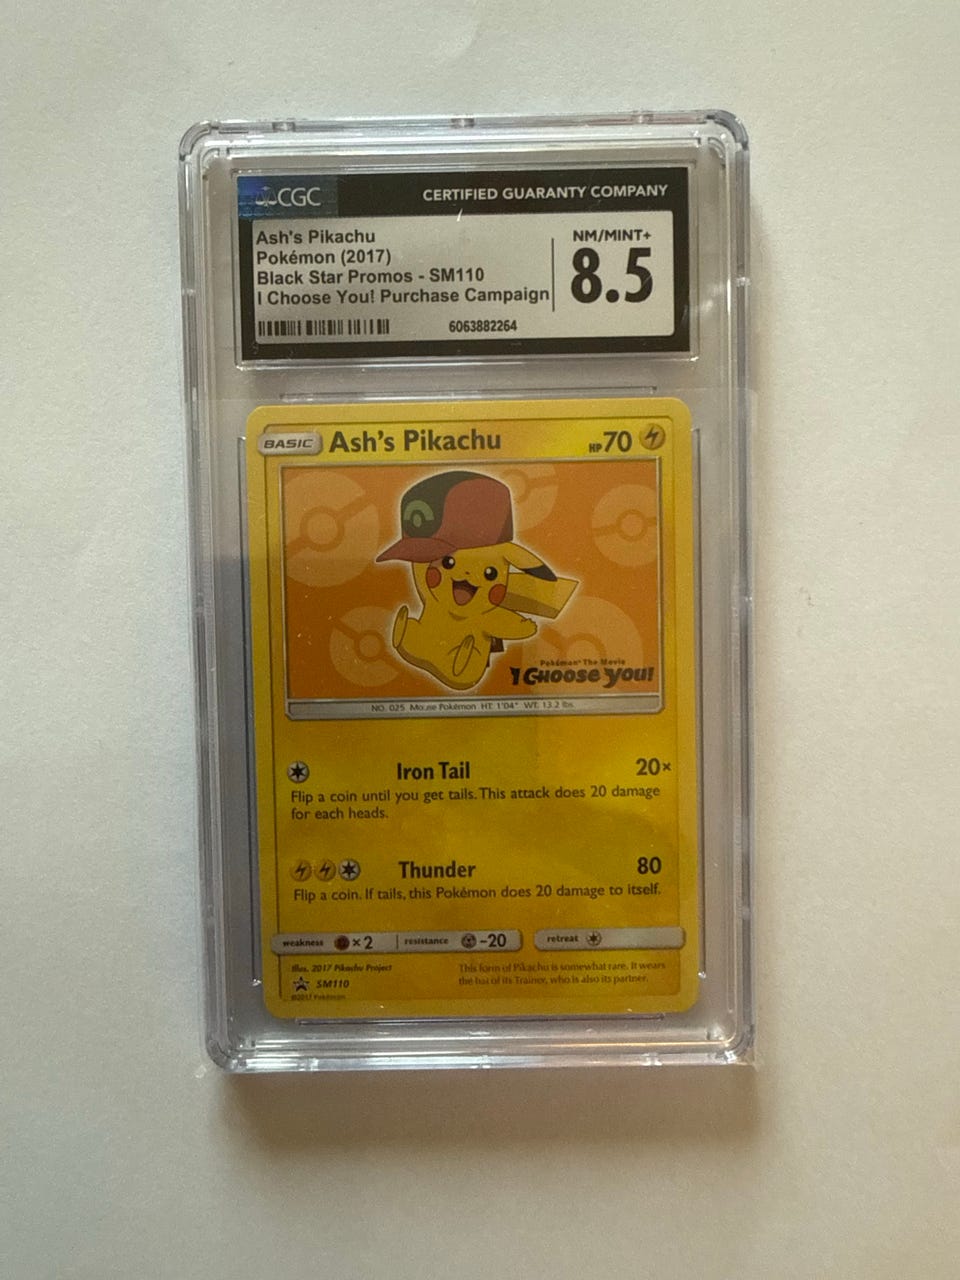 CGC
CERTIFIED GUARANTY COMPANY
Ash's Pikachu
Pokémon (2017)
Black Star Promos - SM110
I Choose You! Purchase Campaign
NM/MINT+
8.5
6063882264
BASIC Ash's Pikachu HP 70
Pokémon The Movie
I Choose you!
NO. 025 Mouse Pokémon HT: 1'04" WT: 13.2 lbs.
Iron Tail 20×
Flip a coin until you get tails. This attack does 20 damage
for each heads.
Thunder 80
Flip a coin. If tails, this Pokémon does 20 damage to itself.
weakness ×2 resistance -20 retreat
Illus. 2017 Pikachu Project
SM110
©2017 Pokémon
This form of Pikachu is somewhat rare. It wears
the hat of its Trainer, who is also its partner.